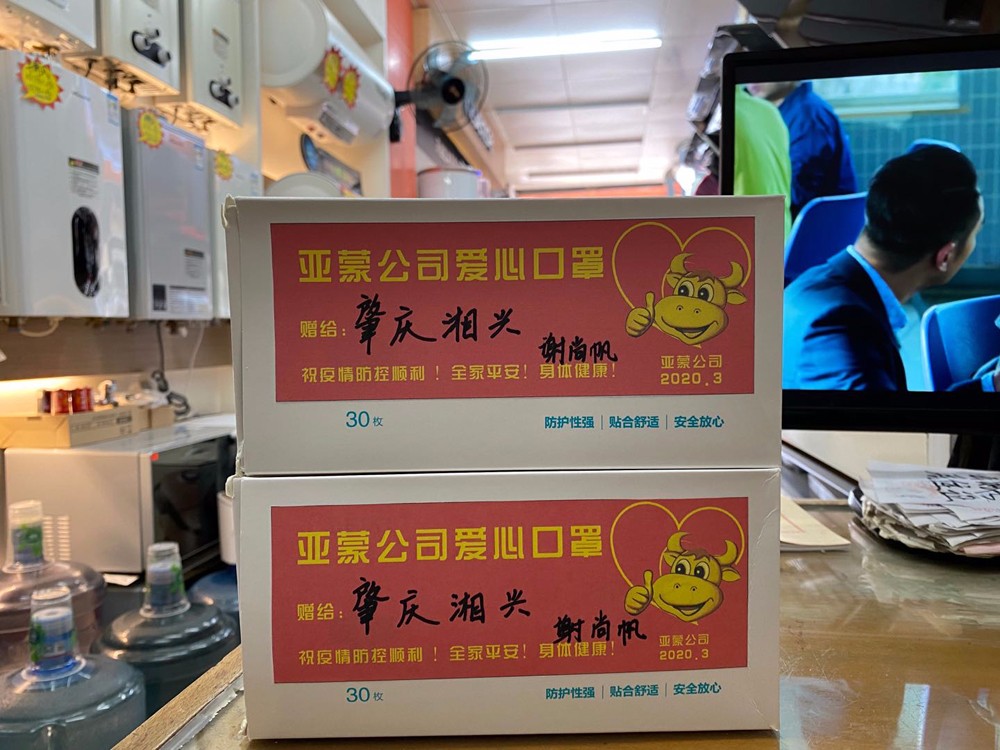 亚蒙公司爱心口罩
赠给：肇庆湘兴
谢尚帆
祝疫情防控顺利！全家平安！身体健康！
亚蒙公司
2020.3
30枚
防护性强｜贴合舒适｜安全放心
亚蒙公司爱心口罩
赠给：肇庆湘兴
谢尚帆
祝疫情防控顺利！全家平安！身体健康！
亚蒙公司
2020.3
30枚
防护性强｜贴合舒适｜安全放心